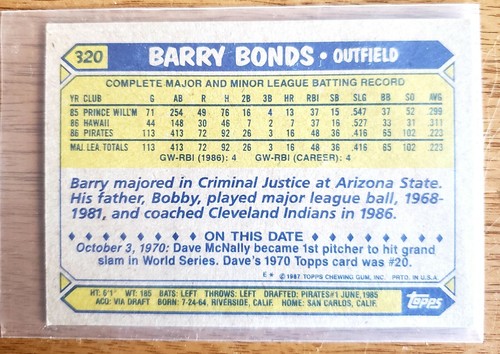 320 BARRY BONDS • OUTFIELD
COMPLETE MAJOR AND MINOR LEAGUE BATTING RECORD
YR CLUB G AB R H 2B 3B HR RBI SB SLG BB SO AVG.
85 PRINCE WILL'M 71 254 49 76 16 4 13 37 15 .547 37 52 .299
86 HAWAII 44 148 30 46 7 2 7 37 16 .527 33 31 .311
86 PIRATES 113 413 72 92 26 3 16 48 36 .416 65 102 .223
MAJ. LEA. TOTALS 113 413 72 92 26 3 16 48 36 .416 65 102 .223
GW-RBI (1986): 4 GW-RBI (CAREER): 4
Barry majored in Criminal Justice at Arizona State.
His father, Bobby, played major league ball, 1968-
1981, and coached Cleveland Indians in 1986.
ON THIS DATE
October 3, 1970: Dave McNally became 1st pitcher to hit grand
slam in World Series. Dave's 1970 Topps card was #20.
E* © 1987 TOPPS CHEWING GUM, INC. PRTD. IN U.S.A.
HT: 6'1" WT: 185 BATS: LEFT THROWS: LEFT DRAFTED: PIRATES#1 JUNE, 1985
ACQ: VIA DRAFT BORN: 7-24-64, RIVERSIDE, CALIF. HOME: SAN CARLOS, CALIF.
TOPPS